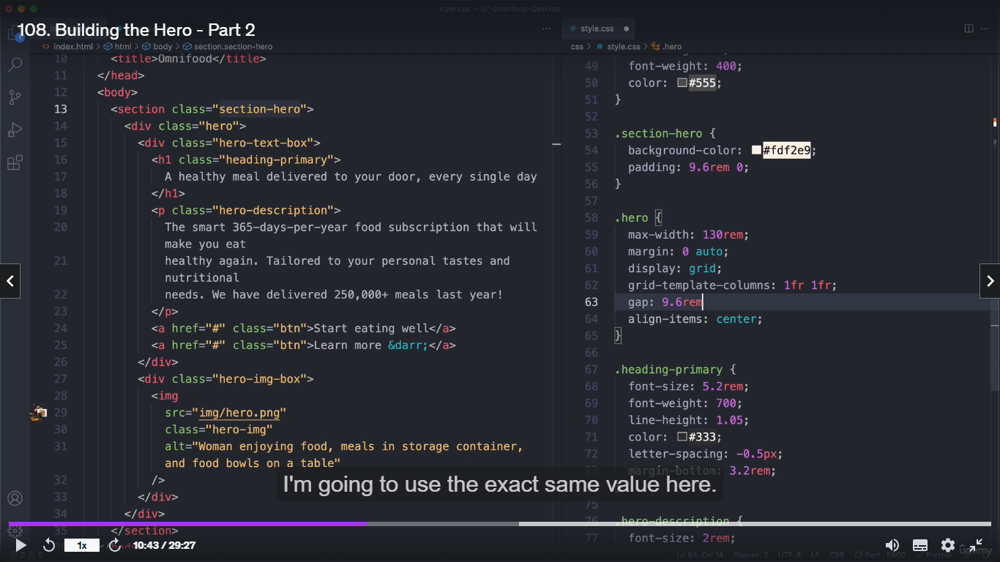 style.css — 07-Omnifood-Desktop
108. Building the Hero - Part 2
1
# style.css
index.html > html > body > section.section-hero
css > # style.css > .hero
10 <title>Omnifood</title>
11 </head>
12 <body>
13 <section class="section-hero">
14 <div class="hero">
15 <div class="hero-text-box">
16 <h1 class="heading-primary">
17 A healthy meal delivered to your door, every single day
18 </h1>
19 <p class="hero-description">
20 The smart 365-days-per-year food subscription that will
make you eat
21 healthy again. Tailored to your personal tastes and
nutritional
22 needs. We have delivered 250,000+ meals last year!
23 </p>
24 <a href="#" class="btn">Start eating well</a>
25 <a href="#" class="btn">Learn more &darr;</a>
26 </div>
27 <div class="hero-img-box">
28 <img
29 src="img/hero.png"
30 class="hero-img"
31 alt="Woman enjoying food, meals in storage container,
and food bowls on a table"
32 />
33 </div>
34 </div>
35 </section>
49 font-weight: 400;
50 color: #555;
51 }
52
53 .section-hero {
54 background-color: #fdf2e9;
55 padding: 9.6rem 0;
56 }
57
58 .hero {
59 max-width: 130rem;
60 margin: 0 auto;
61 display: grid;
62 grid-template-columns: 1fr 1fr;
63 gap: 9.6rem
64 align-items: center;
65 }
66
67 .heading-primary {
68 font-size: 5.2rem;
69 font-weight: 700;
70 line-height: 1.05;
71 color: #333;
72 letter-spacing: -0.5px;
73 margin-bottom: 3.2rem;
75
76 .hero-description {
77 font-size: 2rem;
I'm going to use the exact same value here.
1x
10:43 / 29:27
0 0
Ln 63, Col 14 Spaces: 2 UTF-8 LF CSS Port : 5500 Prettier
udemy